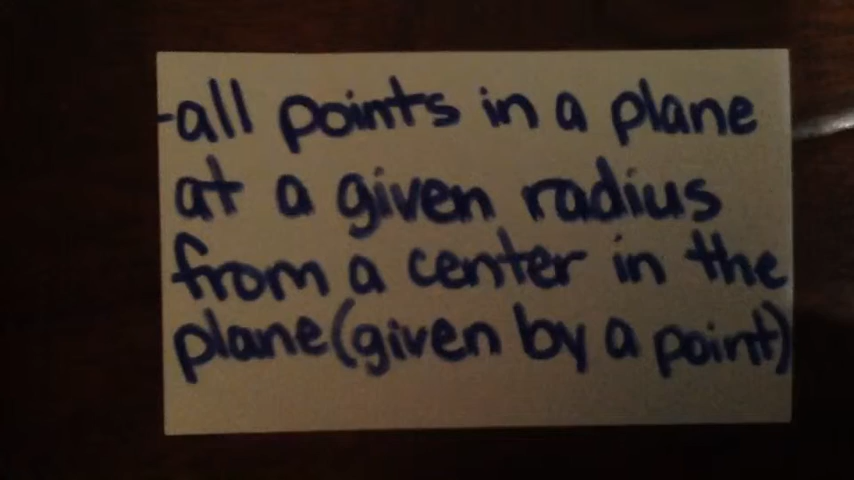 -all points in a plane
at a given radius
from a center in the
plane(given by a point)